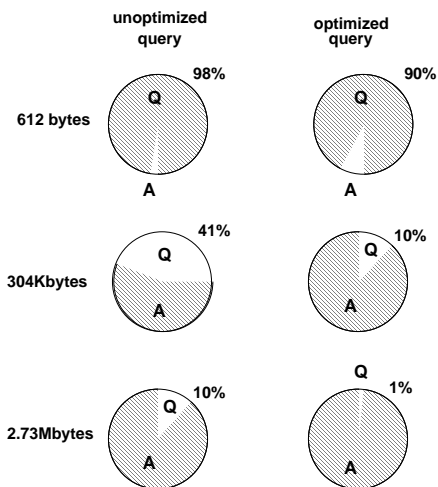 unoptimized
query
optimized
query
98%
90%
Q
Q
612 bytes
A
A
41%
10%
Q
Q
304Kbytes
A
A
Q
10%
1%
Q
2.73Mbytes
A
A